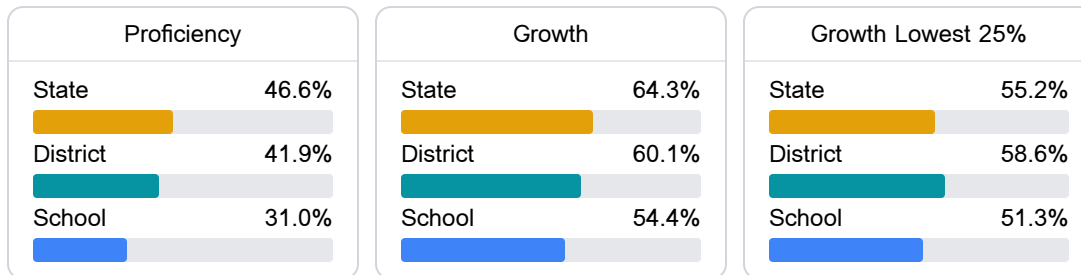 Proficiency
State 46.6%
District 41.9%
School 31.0%
Growth
State 64.3%
District 60.1%
School 54.4%
Growth Lowest 25%
State 55.2%
District 58.6%
School 51.3%